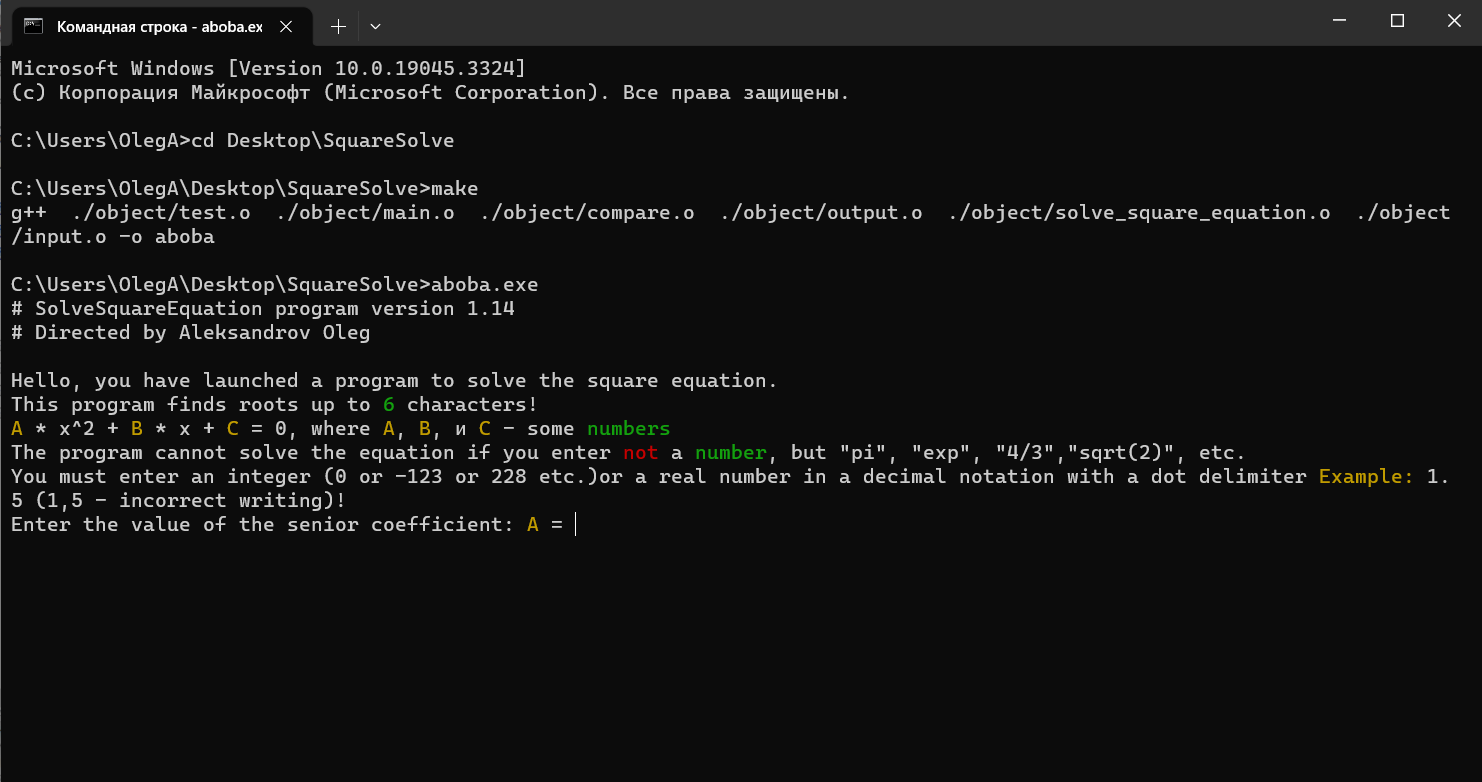 Командная строка - aboba.ex
Microsoft Windows [Version 10.0.19045.3324]
(c) Корпорация Майкрософт (Microsoft Corporation). Все права защищены.
C:\Users\OlegA>cd Desktop\SquareSolve
C:\Users\OlegA\Desktop\SquareSolve>make
g++  ./object/test.o  ./object/main.o  ./object/compare.o  ./object/output.o  ./object/solve_square_equation.o  ./object
/input.o -o aboba
C:\Users\OlegA\Desktop\SquareSolve>aboba.exe
# SolveSquareEquation program version 1.14
# Directed by Aleksandrov Oleg
Hello, you have launched a program to solve the square equation.
This program finds roots up to 6 characters!
A * x^2 + B * x + C = 0, where A, B, и C - some numbers
The program cannot solve the equation if you enter not a number, but "pi", "exp", "4/3","sqrt(2)", etc.
You must enter an integer (0 or -123 or 228 etc.)or a real number in a decimal notation with a dot delimiter Example: 1.
5 (1,5 - incorrect writing)!
Enter the value of the senior coefficient: A =